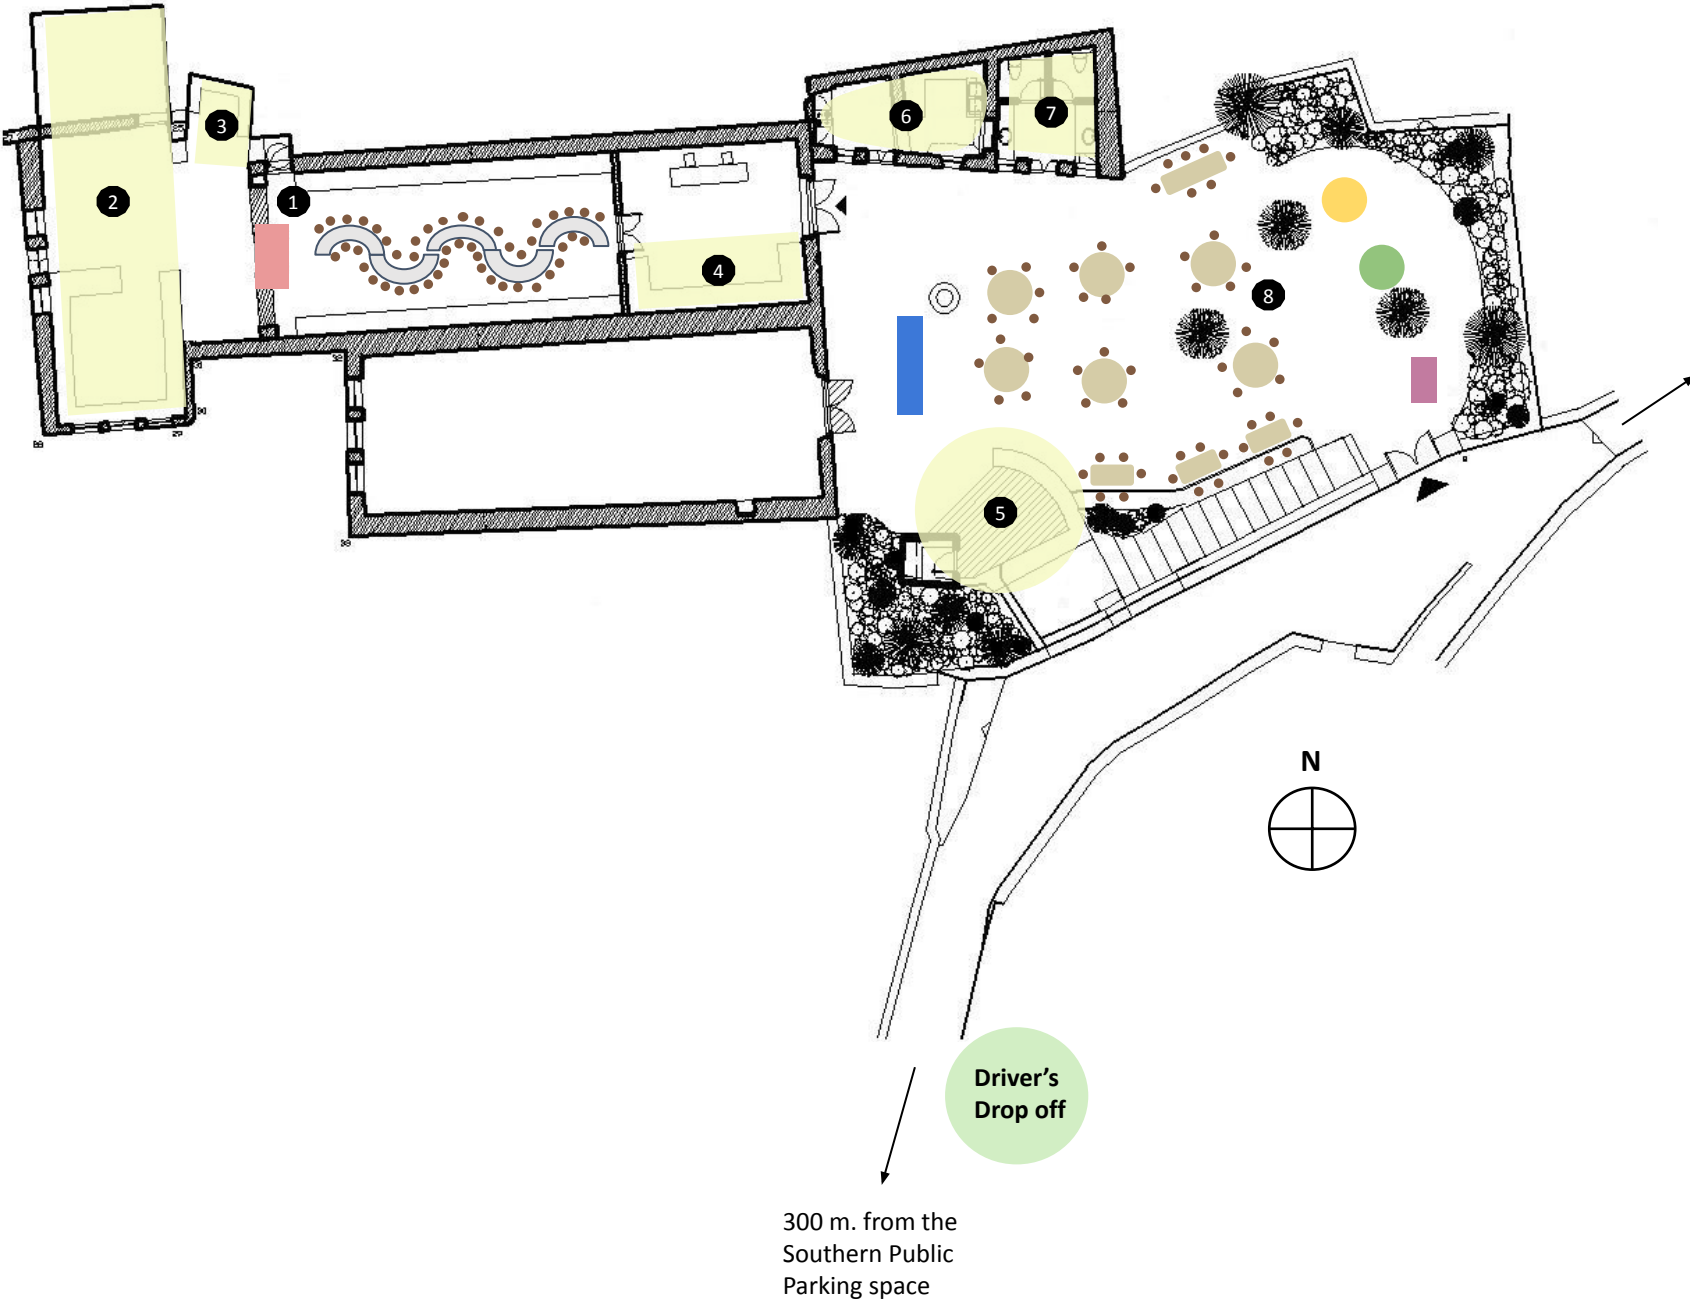 3
6
7
1
2
4
8
5
N
Driver's
Drop off
300 m. from the
Southern Public
Parking space